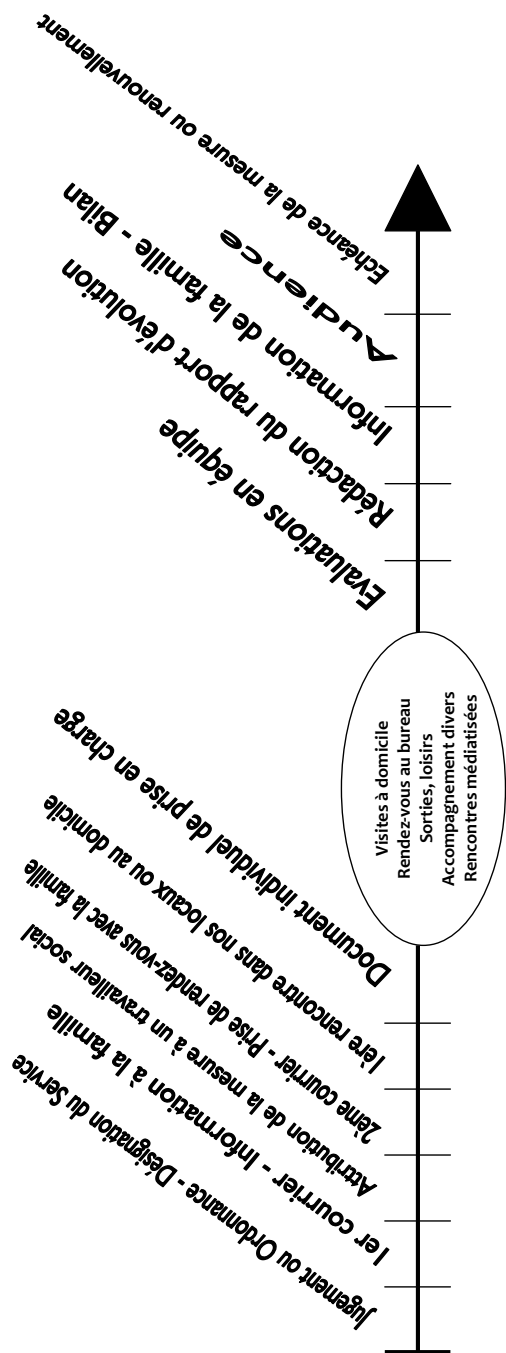 Jugement ou Ordonnance - Désignation du Service
1er courrier - Information à la famille
Attribution de la mesure à un travailleur social
2ème courrier - Prise de rendez-vous avec la famille
1ère rencontre dans nos locaux ou au domicile
Document individuel de prise en charge
Visites à domicile
Rendez-vous au bureau
Sorties, loisirs
Accompagnement divers
Rencontres médiatisées
Evaluations en équipe
Rédaction du rapport d'évolution
Information de la famille - Bilan
Audience
Echéance de la mesure ou renouvellement